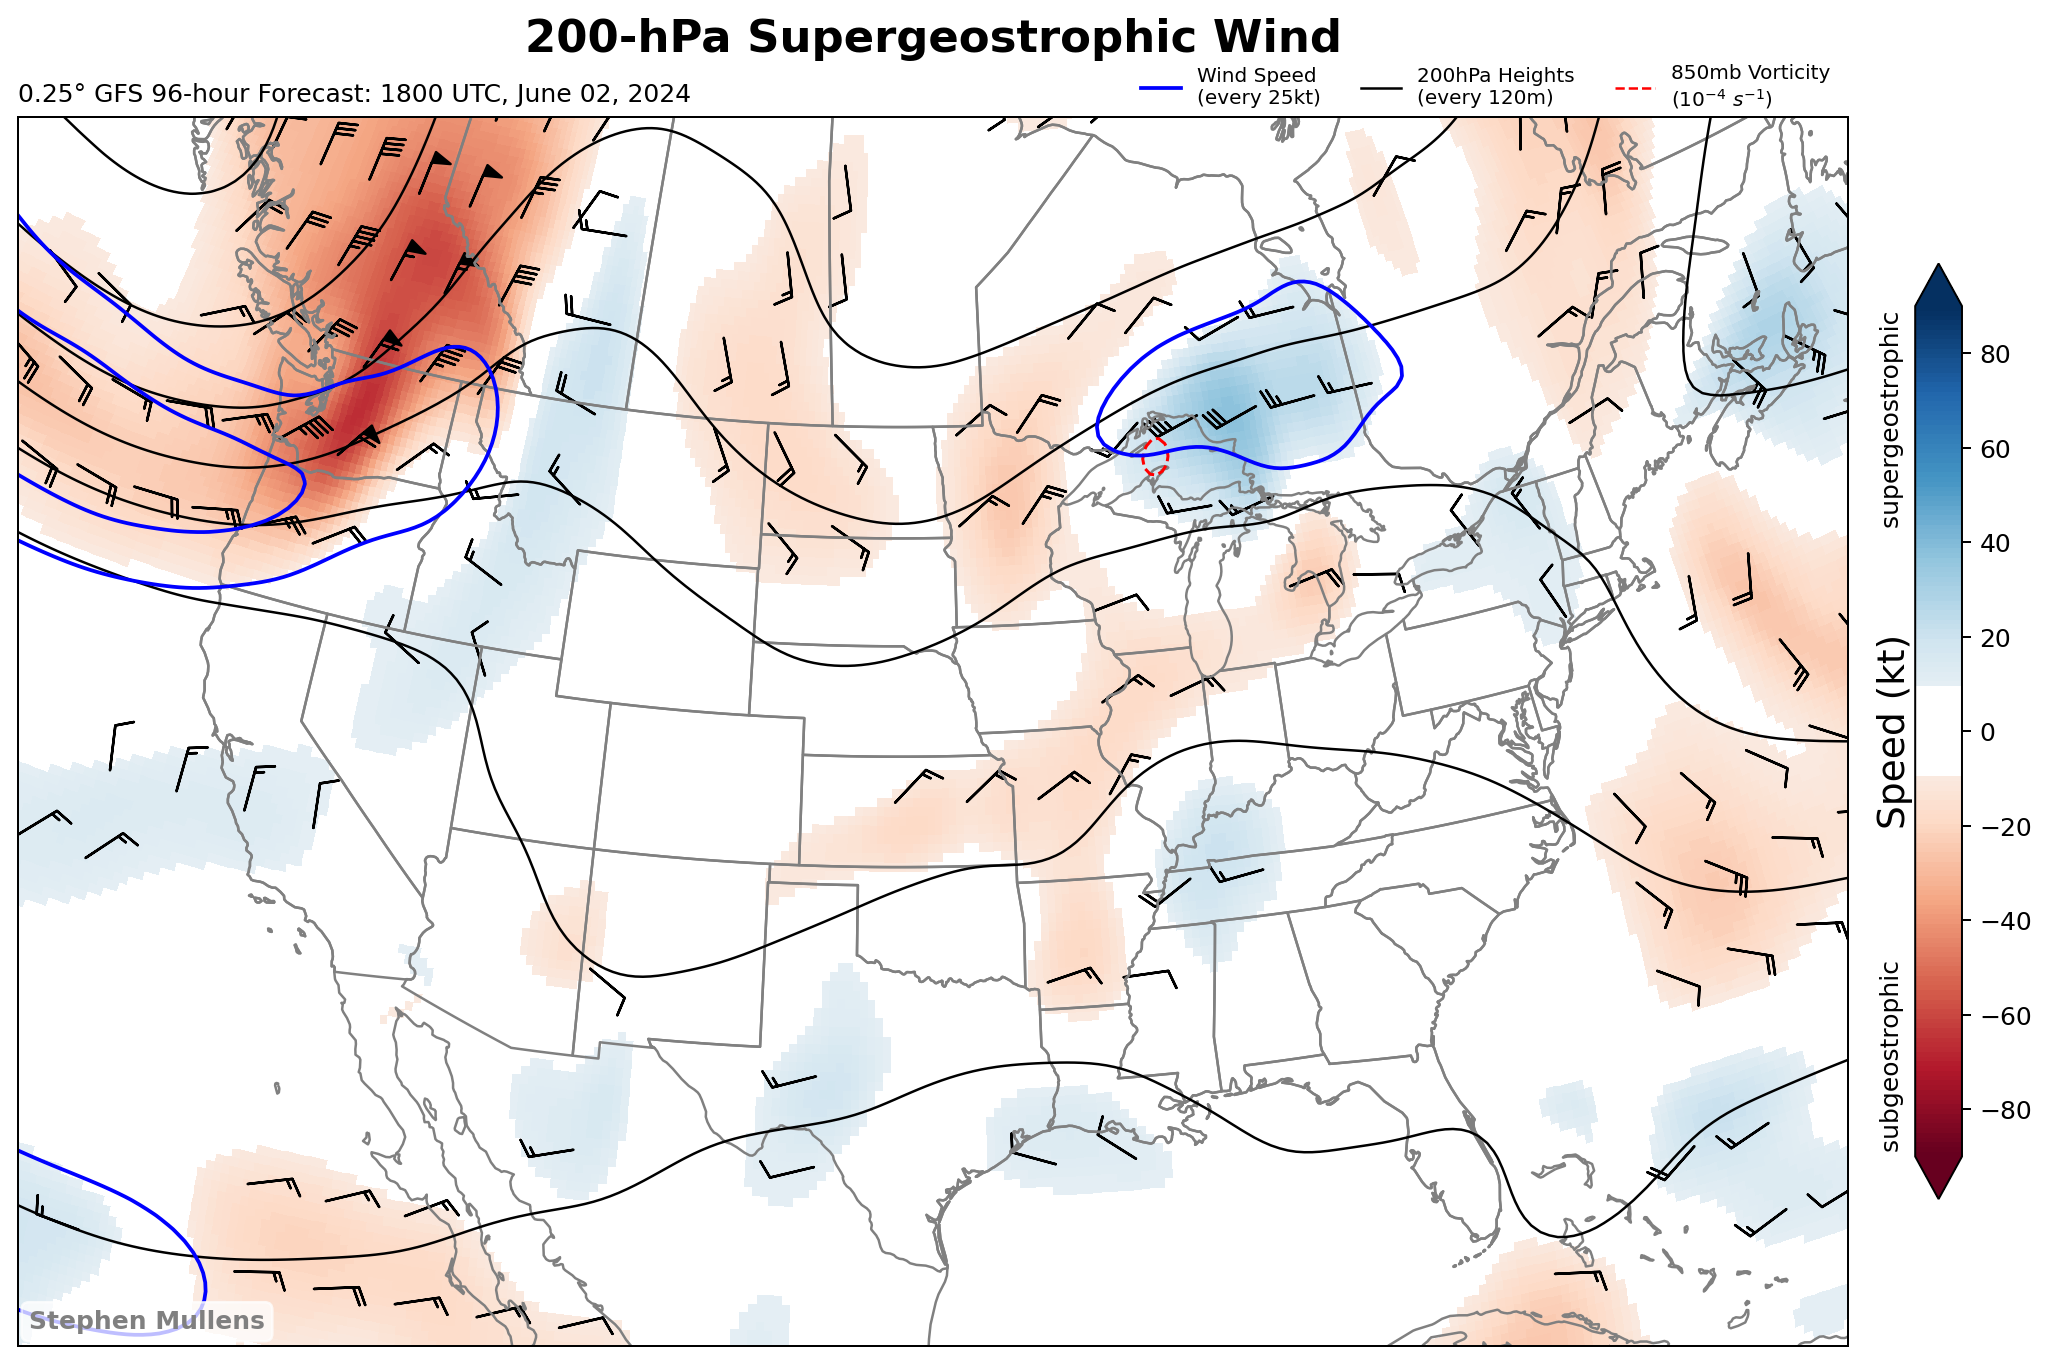 200-hPa Supergeostrophic Wind
0.25° GFS 96-hour Forecast: 1800 UTC, June 02, 2024
Wind Speed
(every 25kt)
200hPa Heights
(every 120m)
850mb Vorticity
(10⁻⁴ s⁻¹)
supergeostrophic
Speed (kt)
subgeostrophic
80
60
40
20
0
−20
−40
−60
−80
Stephen Mullens